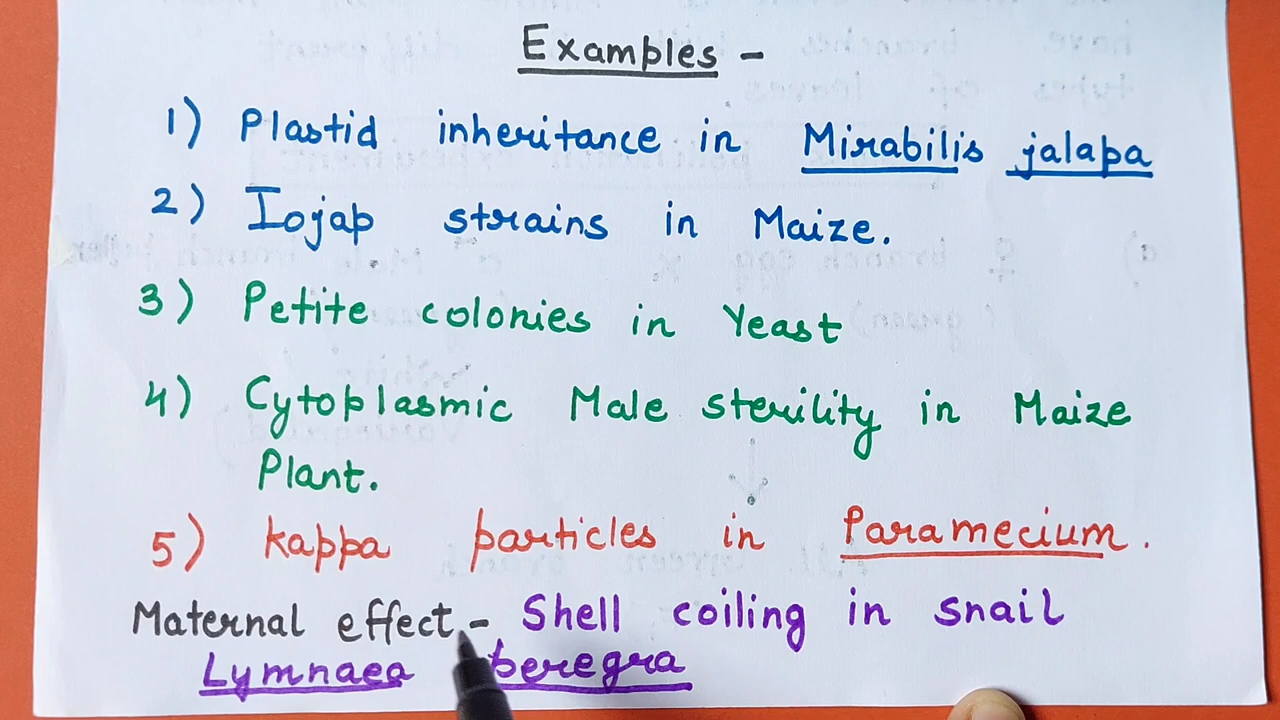 Examples -
1) Plastid inheritance in Mirabilis jalapa
2) Iojap strains in Maize.
3) Petite colonies in Yeast
4) Cytoplasmic Male sterility in Maize
Plant.
5) kappa particles in Paramecium.
Maternal effect - Shell coiling in snail
Lymnaea peregra